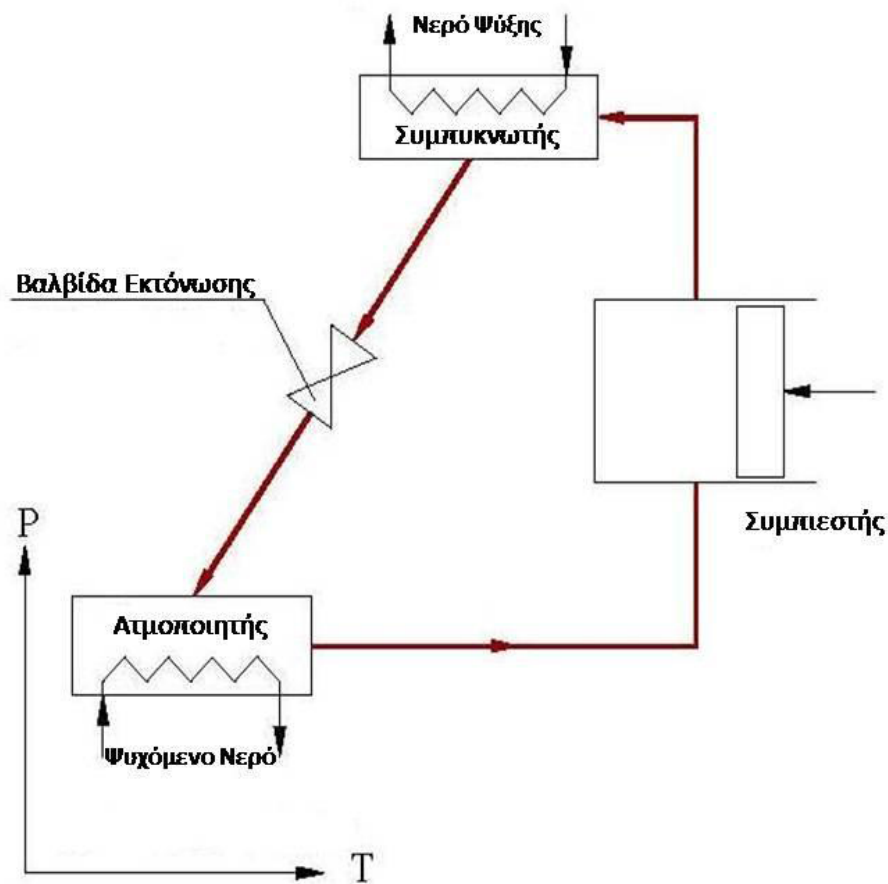 Νερό Ψύξης
Συμπυκνωτής
Βαλβίδα Εκτόνωσης
Συμπιεστής
P
Ατμοποιητής
Ψυχόμενο Νερό
T